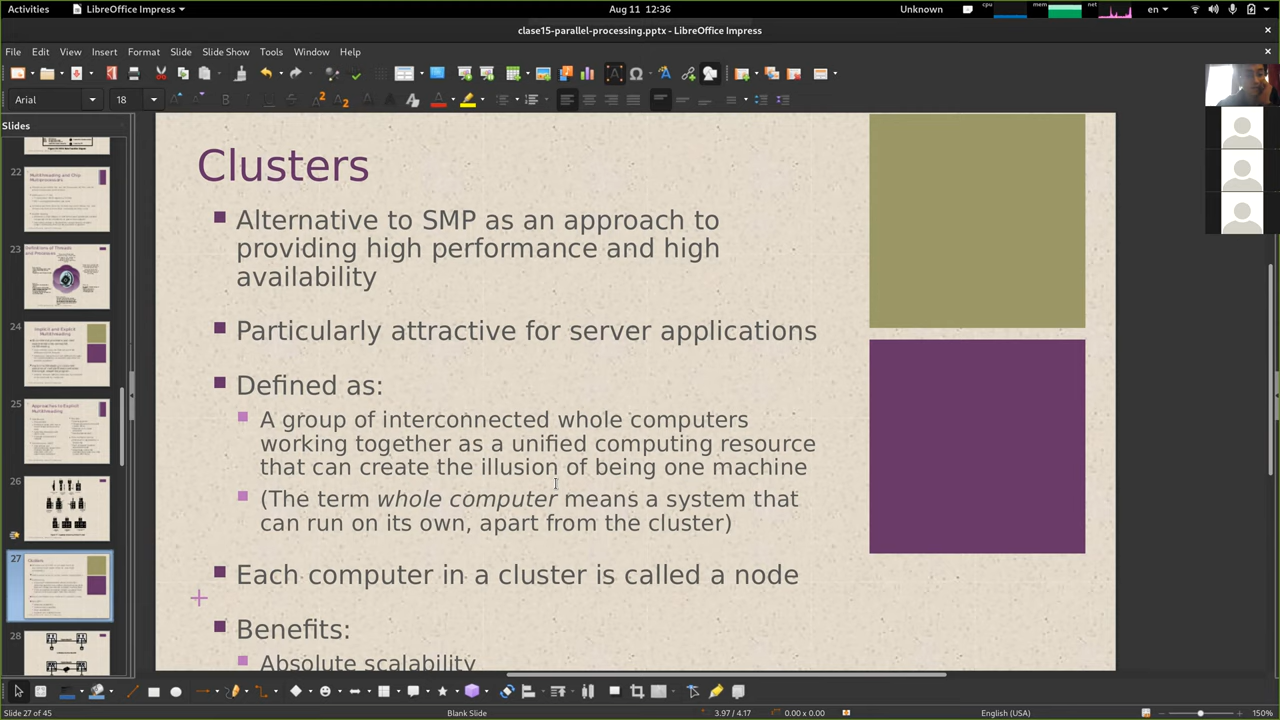 Activities
LibreOffice Impress
Aug 11 12:36
Unknown
cpu
mem
net
en
clase15-parallel-processing.pptx - LibreOffice Impress
File Edit View Insert Format Slide Slide Show Tools Window Help
Arial
18
Slides
22
23
24
25
26
27
28
Clusters
Alternative to SMP as an approach to
providing high performance and high
availability
Particularly attractive for server applications
Defined as:
A group of interconnected whole computers
working together as a unified computing resource
that can create the illusion of being one machine
(The term whole computer means a system that
can run on its own, apart from the cluster)
Each computer in a cluster is called a node
Benefits:
Absolute scalability
Slide 27 of 45
Blank Slide
3.97 / 4.17
0.00 x 0.00
English (USA)
150%